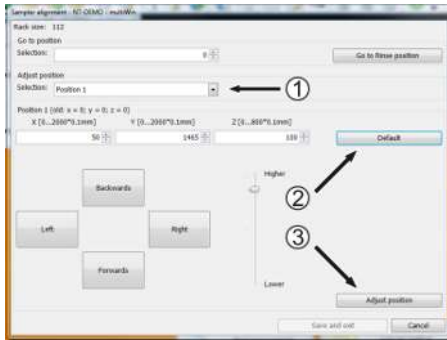 Sampler alignment - NT-DEMO - multiWin
Rack size: 112
Go to position
Selection: 0 Go to Rinse position
Adjust position
Selection: Position 1 1
Position 1 (old: x = 0; y = 0; z = 0)
X [0...2000*0.1mm] Y [0...2000*0.1mm] Z [0...800*0.1mm]
50 1465 100 Default
Higher
Backwards
2
Left Right
3
Forwards
Lower
Adjust position
Save and exit Cancel